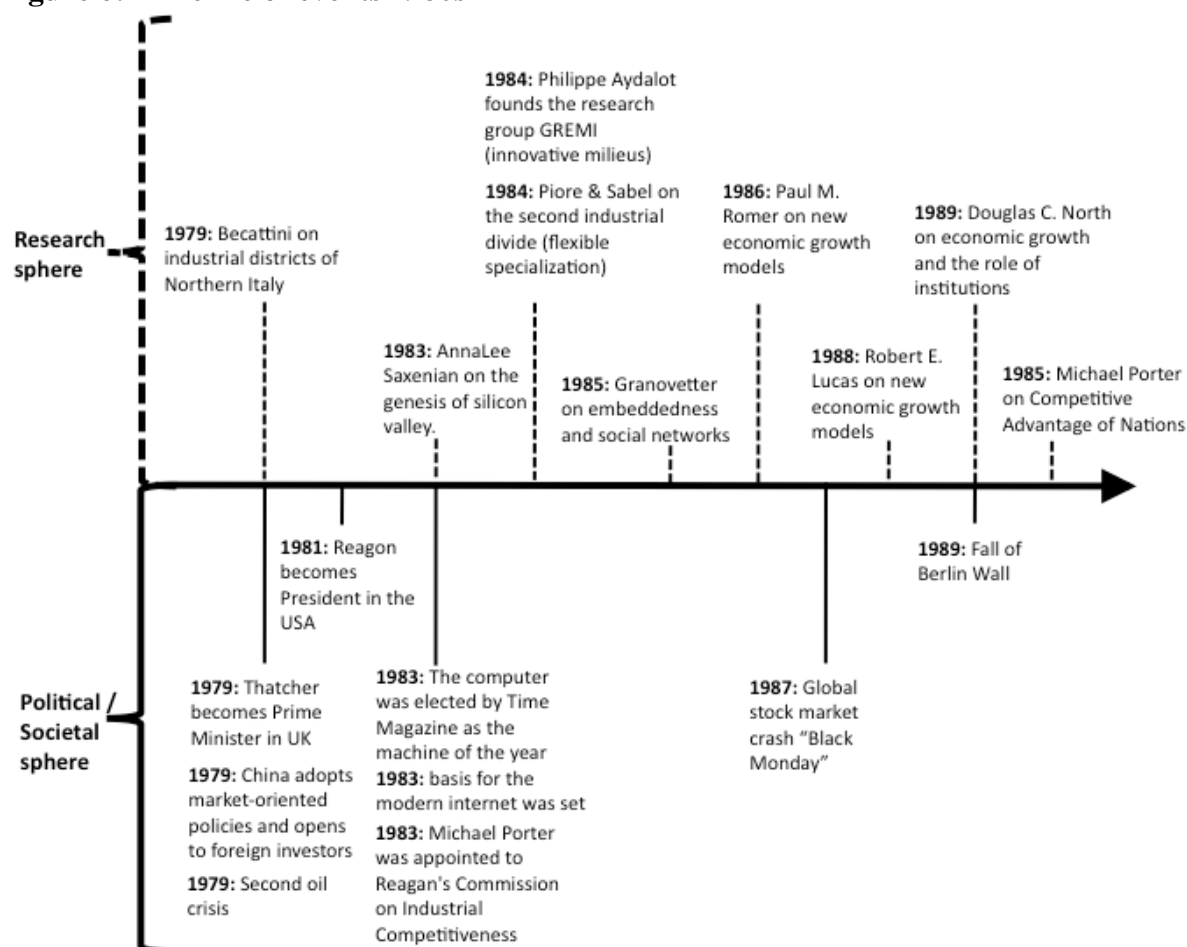 1984: Philippe Aydalot
founds the research
group GREMI
(innovative milieus)
1984: Piore & Sabel on
the second industrial
divide (flexible
specialization)
1986: Paul M.
Romer on new
economic growth
models
1989: Douglas C. North
on economic growth
and the role of
institutions
Research
sphere
1979: Becattini on
industrial districts of
Northern Italy
1983: AnnaLee
Saxenian on the
genesis of silicon
valley.
1985: Granovetter
on embeddedness
and social networks
1988: Robert E.
Lucas on new
economic growth
models
1985: Michael Porter
on Competitive
Advantage of Nations
1981: Reagon
becomes
President in the
USA
1989: Fall of
Berlin Wall
Political /
Societal
sphere
1979: Thatcher
becomes Prime
Minister in UK
1979: China adopts
market-oriented
policies and opens
to foreign investors
1979: Second oil
crisis
1983: The computer
was elected by Time
Magazine as the
machine of the year
1983: basis for the
modern internet was set
1983: Michael Porter
was appointed to
Reagan's Commission
on Industrial
Competitiveness
1987: Global
stock market
crash “Black
Monday”